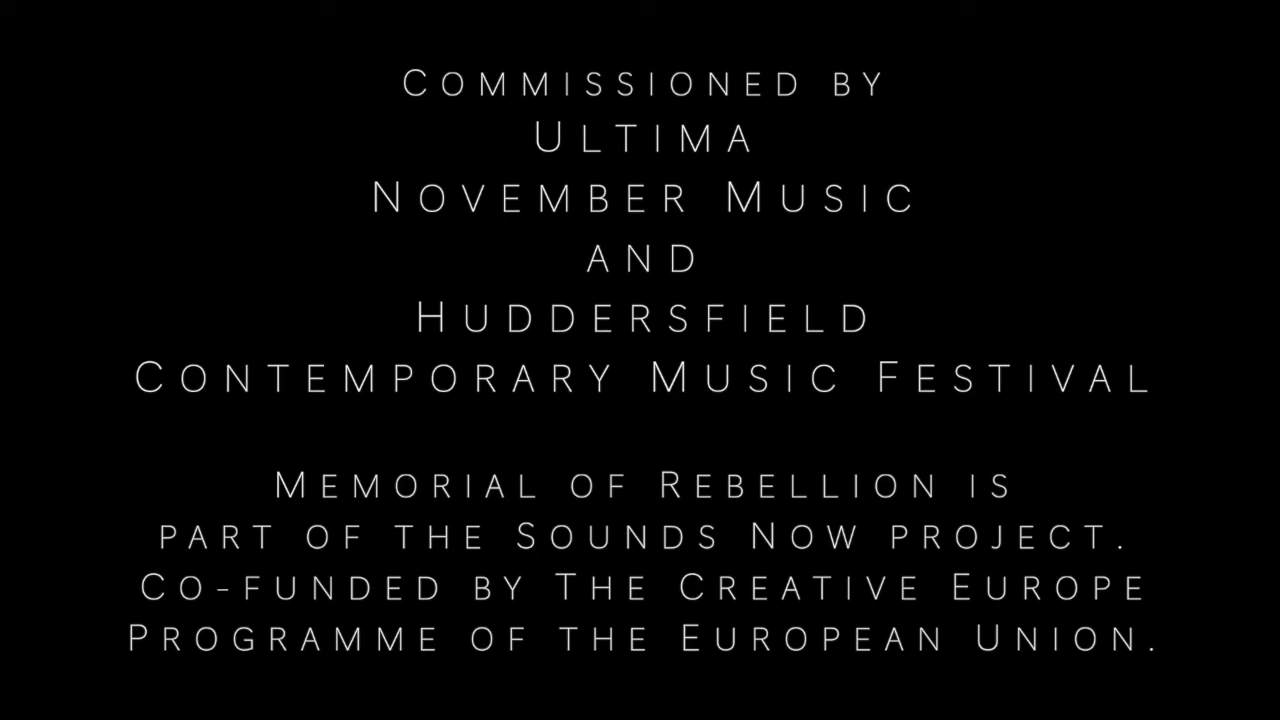 Commissioned by
Ultima
November Music
and
Huddersfield
Contemporary Music Festival
Memorial of Rebellion is
part of the Sounds Now project.
Co-funded by The Creative Europe
Programme of the European Union.